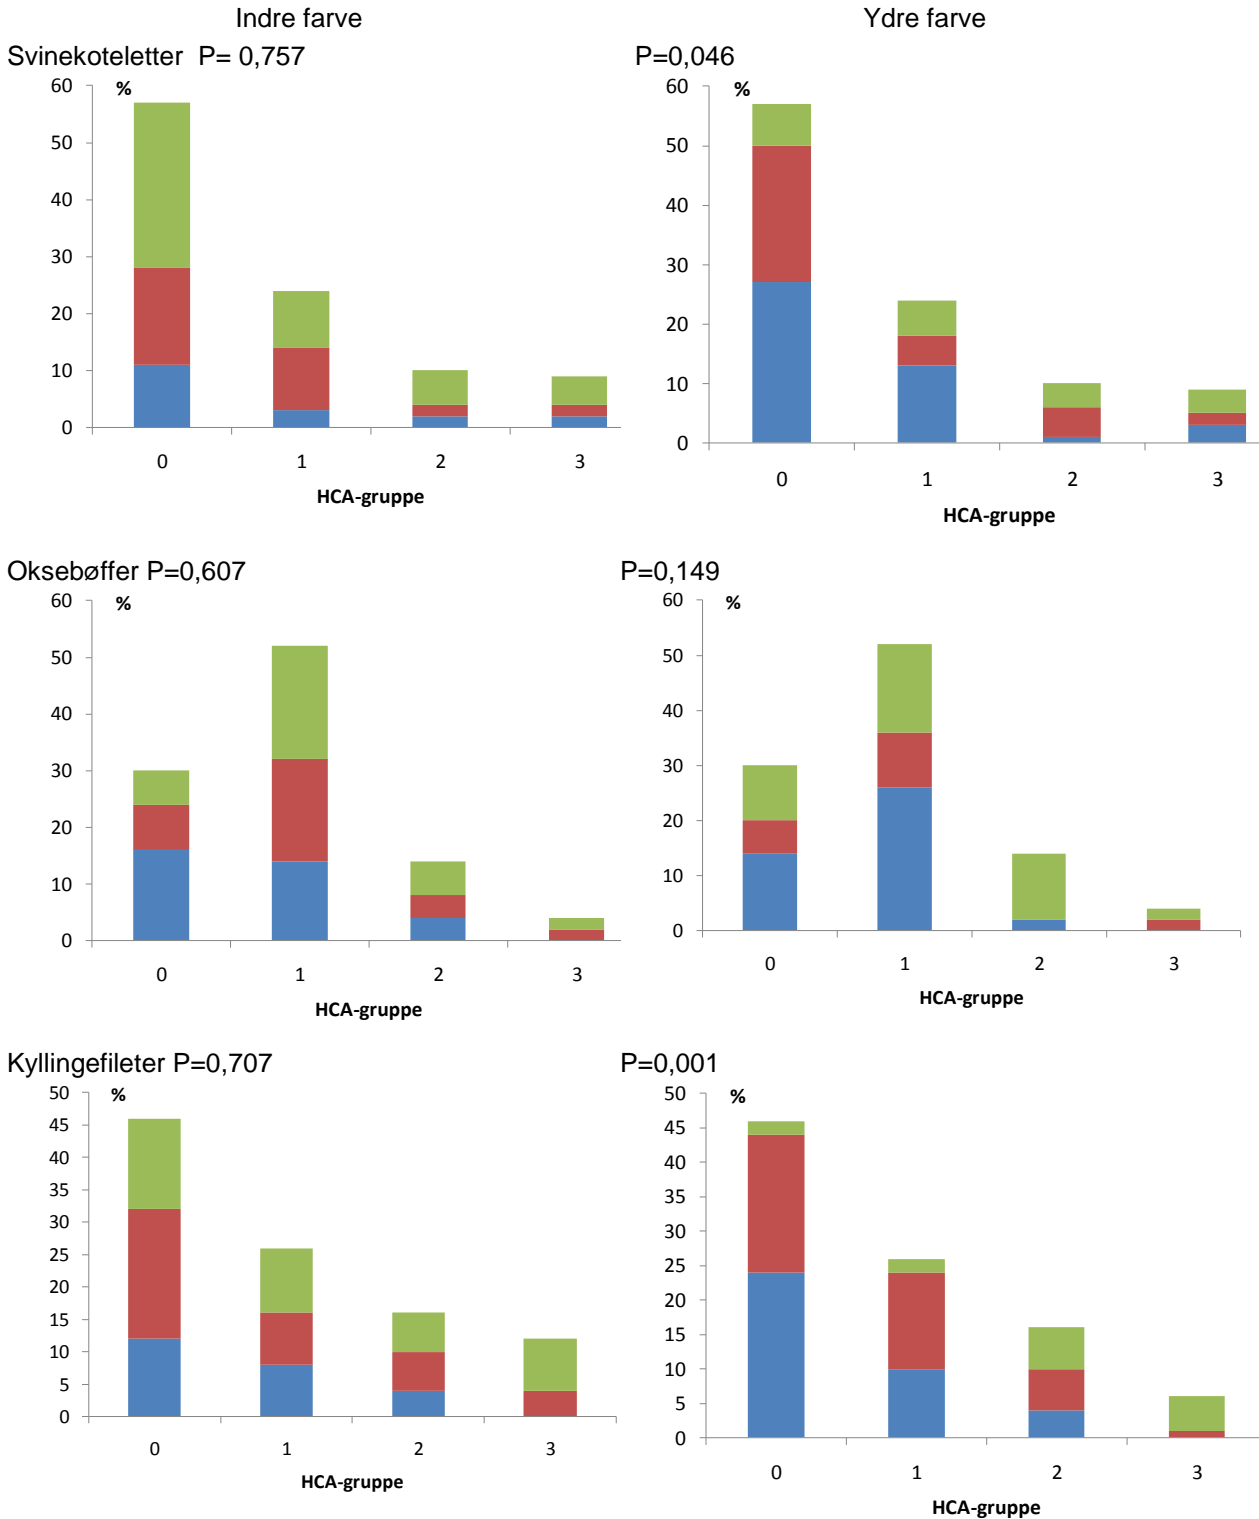 Indre farve
Ydre farve
Svinekoteletter P= 0,757
P=0,046
%
60
50
40
30
20
10
0
0 1 2 3
HCA-gruppe
%
60
50
40
30
20
10
0
0 1 2 3
HCA-gruppe
Oksebøffer P=0,607
P=0,149
%
60
50
40
30
20
10
0
0 1 2 3
HCA-gruppe
%
60
50
40
30
20
10
0
0 1 2 3
HCA-gruppe
Kyllingefileter P=0,707
P=0,001
%
50
45
40
35
30
25
20
15
10
5
0
0 1 2 3
HCA-gruppe
%
50
45
40
35
30
25
20
15
10
5
0
0 1 2 3
HCA-gruppe